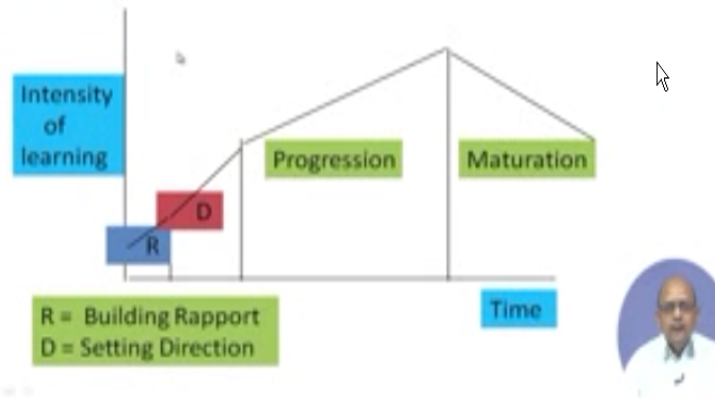 Intensity
of
learning
Progression
Maturation
D
R
R = Building Rapport
D = Setting Direction
Time